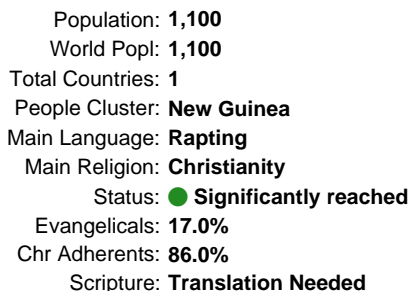 Population: 1,100
World Popl: 1,100
Total Countries: 1
People Cluster: New Guinea
Main Language: Rapting
Main Religion: Christianity
Status: Significantly reached
Evangelicals: 17.0%
Chr Adherents: 86.0%
Scripture: Translation Needed